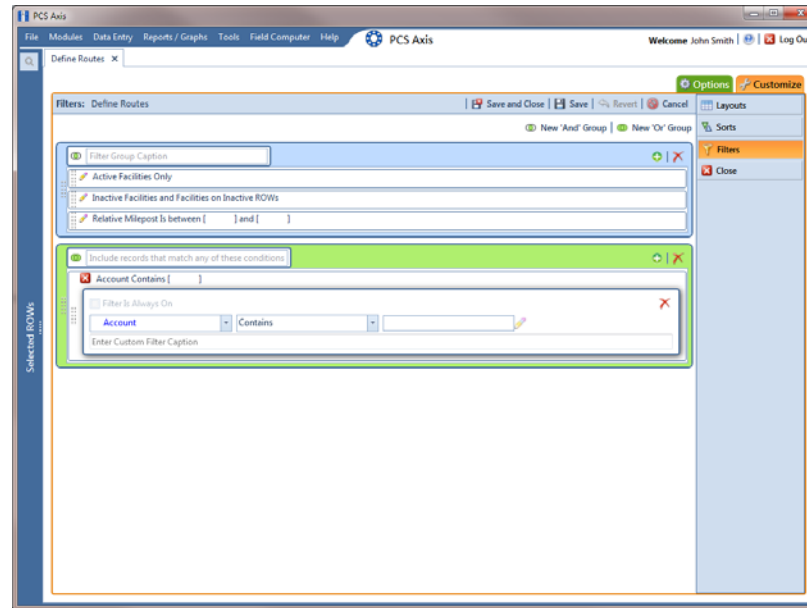 PCS Axis
File Modules Data Entry Reports / Graphs Tools Field Computer Help PCS Axis Welcome John Smith Log Ou
Define Routes
Options Customize
Filters: Define Routes Save and Close Save Revert Cancel
Layouts
New 'And' Group New 'Or' Group
Sorts
Filter Group Caption
Filters
Active Facilities Only
Close
Inactive Facilities and Facilities on Inactive ROWs
Relative Milepost Is between [ ] and [ ]
Include records that match any of these conditions
Account Contains [ ]
Filter Is Always On
Account Contains
Enter Custom Filter Caption
Selected ROWs